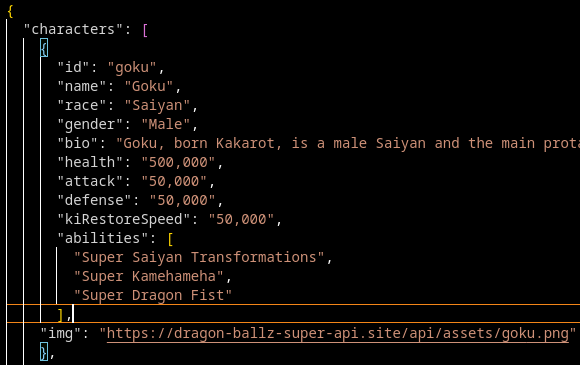 {
"characters": [
{
"id": "goku",
"name": "Goku",
"race": "Saiyan",
"gender": "Male",
"bio": "Goku, born Kakarot, is a male Saiyan and the main
"health": "500,000",
"attack": "50,000",
"defense": "50,000",
"kiRestoreSpeed": "50,000",
"abilities": [
"Super Saiyan Transformations",
"Super Kamehameha",
"Super Dragon Fist"
],
"img": "https://dragon-ballz-super-api.site/api/assets/goku.png"
},